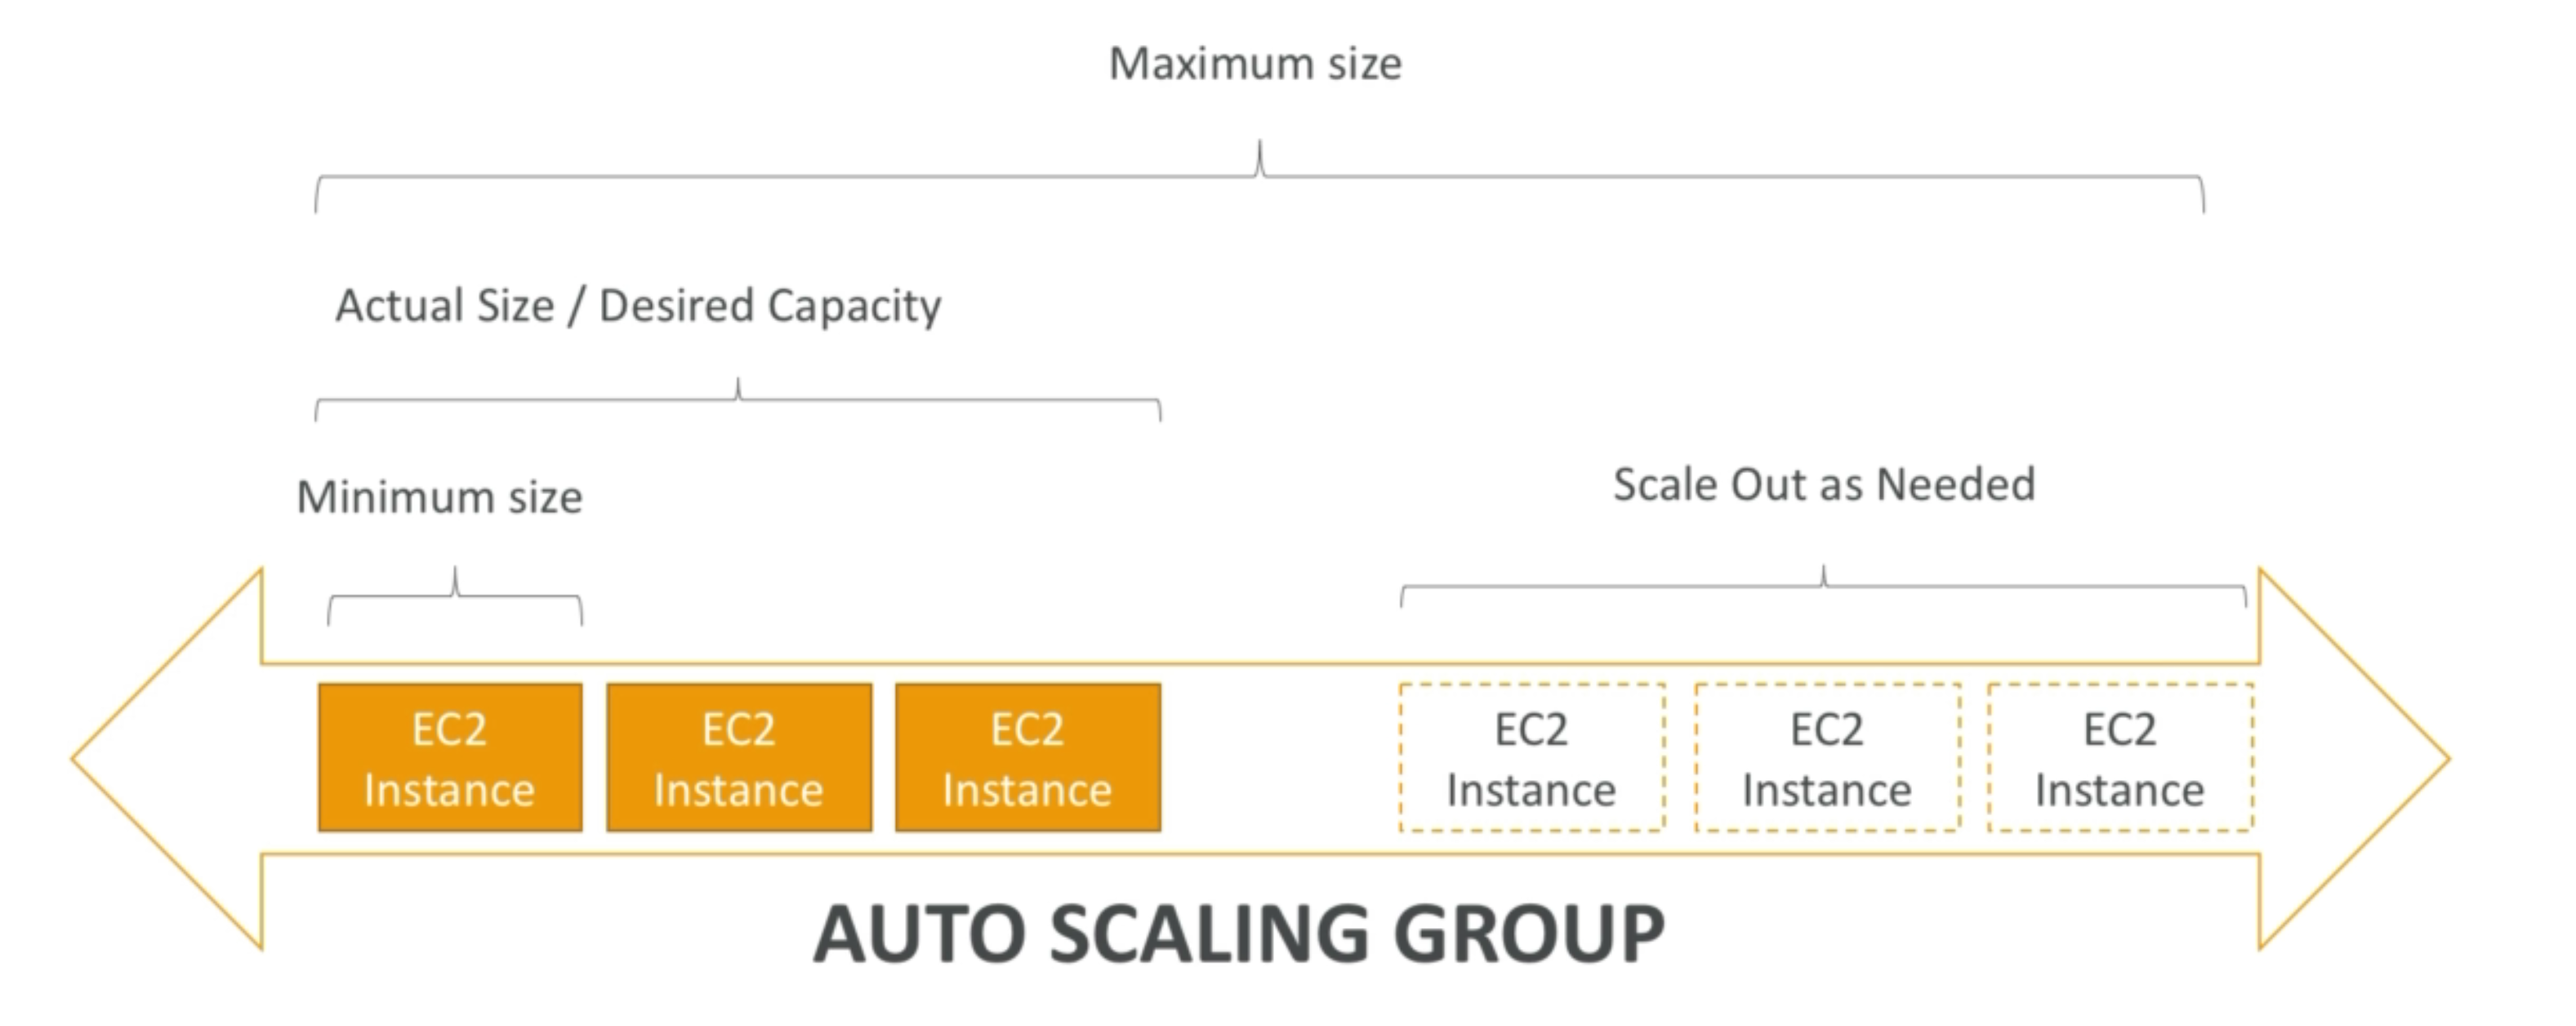 Maximum size
Actual Size / Desired Capacity
Minimum size
Scale Out as Needed
EC2
Instance
EC2
Instance
EC2
Instance
EC2
Instance
EC2
Instance
EC2
Instance
AUTO SCALING GROUP